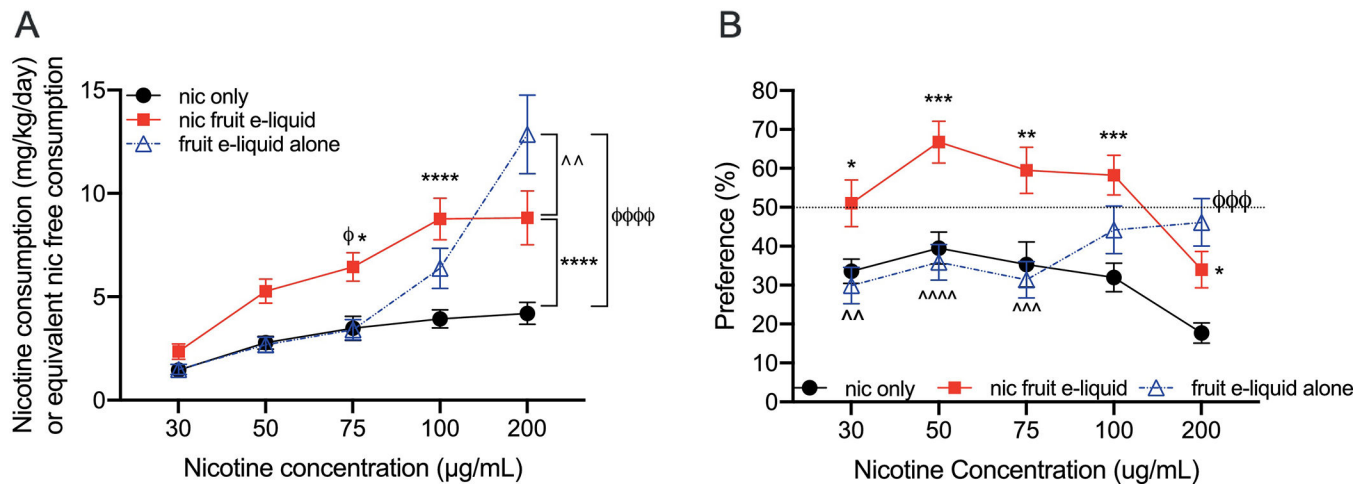 A
Nicotine consumption (mg/kg/day)
or equivalent nic free consumption
15
10
5
0
nic only
nic fruit e-liquid
fruit e-liquid alone
ϕ *
****
^^
****
ϕϕϕϕ
30 50 75 100 200
Nicotine concentration (µg/mL)
B
Preference (%)
80
70
60
50
40
30
20
10
0
*
***
**
***
ϕϕϕ
*
^^
^^^^
^^^
nic only nic fruit e-liquid fruit e-liquid alone
30 50 75 100 200
Nicotine Concentration (ug/mL)